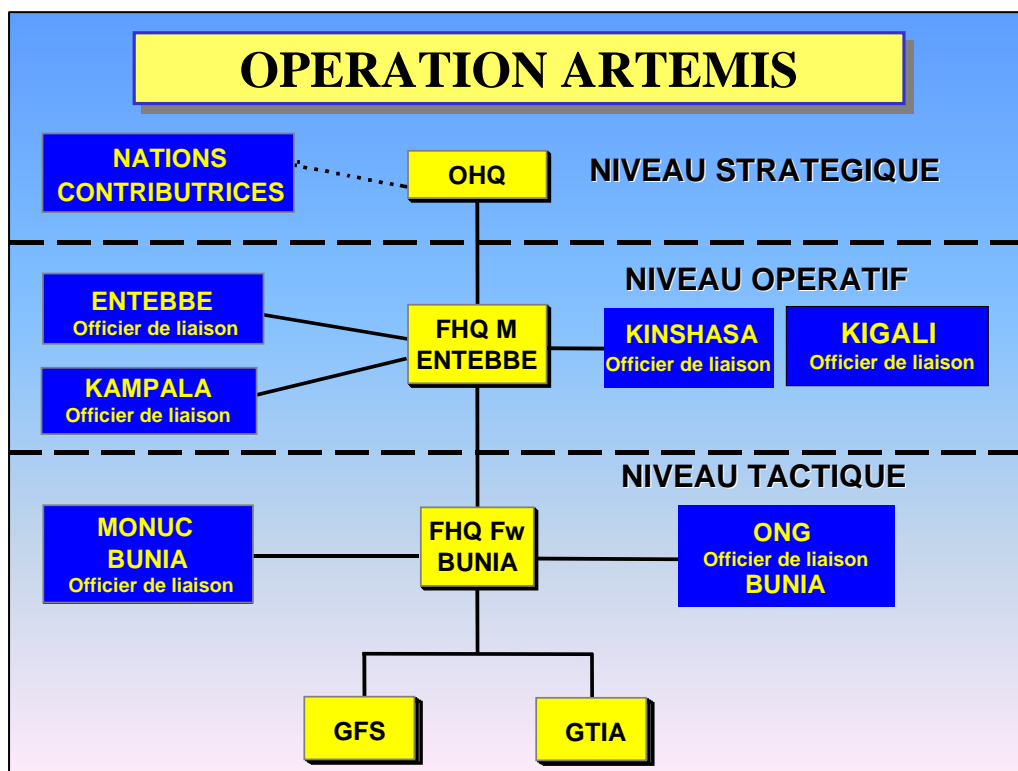 OPERATION ARTEMIS
NATIONS
CONTRIBUTRICES
OHQ
NIVEAU STRATEGIQUE
NIVEAU OPERATIF
ENTEBBE
Officier de liaison
FHQ M
ENTEBBE
KINSHASA
Officier de liaison
KIGALI
Officier de liaison
KAMPALA
Officier de liaison
NIVEAU TACTIQUE
MONUC
BUNIA
Officier de liaison
FHQ Fw
BUNIA
ONG
Officier de liaison
BUNIA
GFS
GTIA